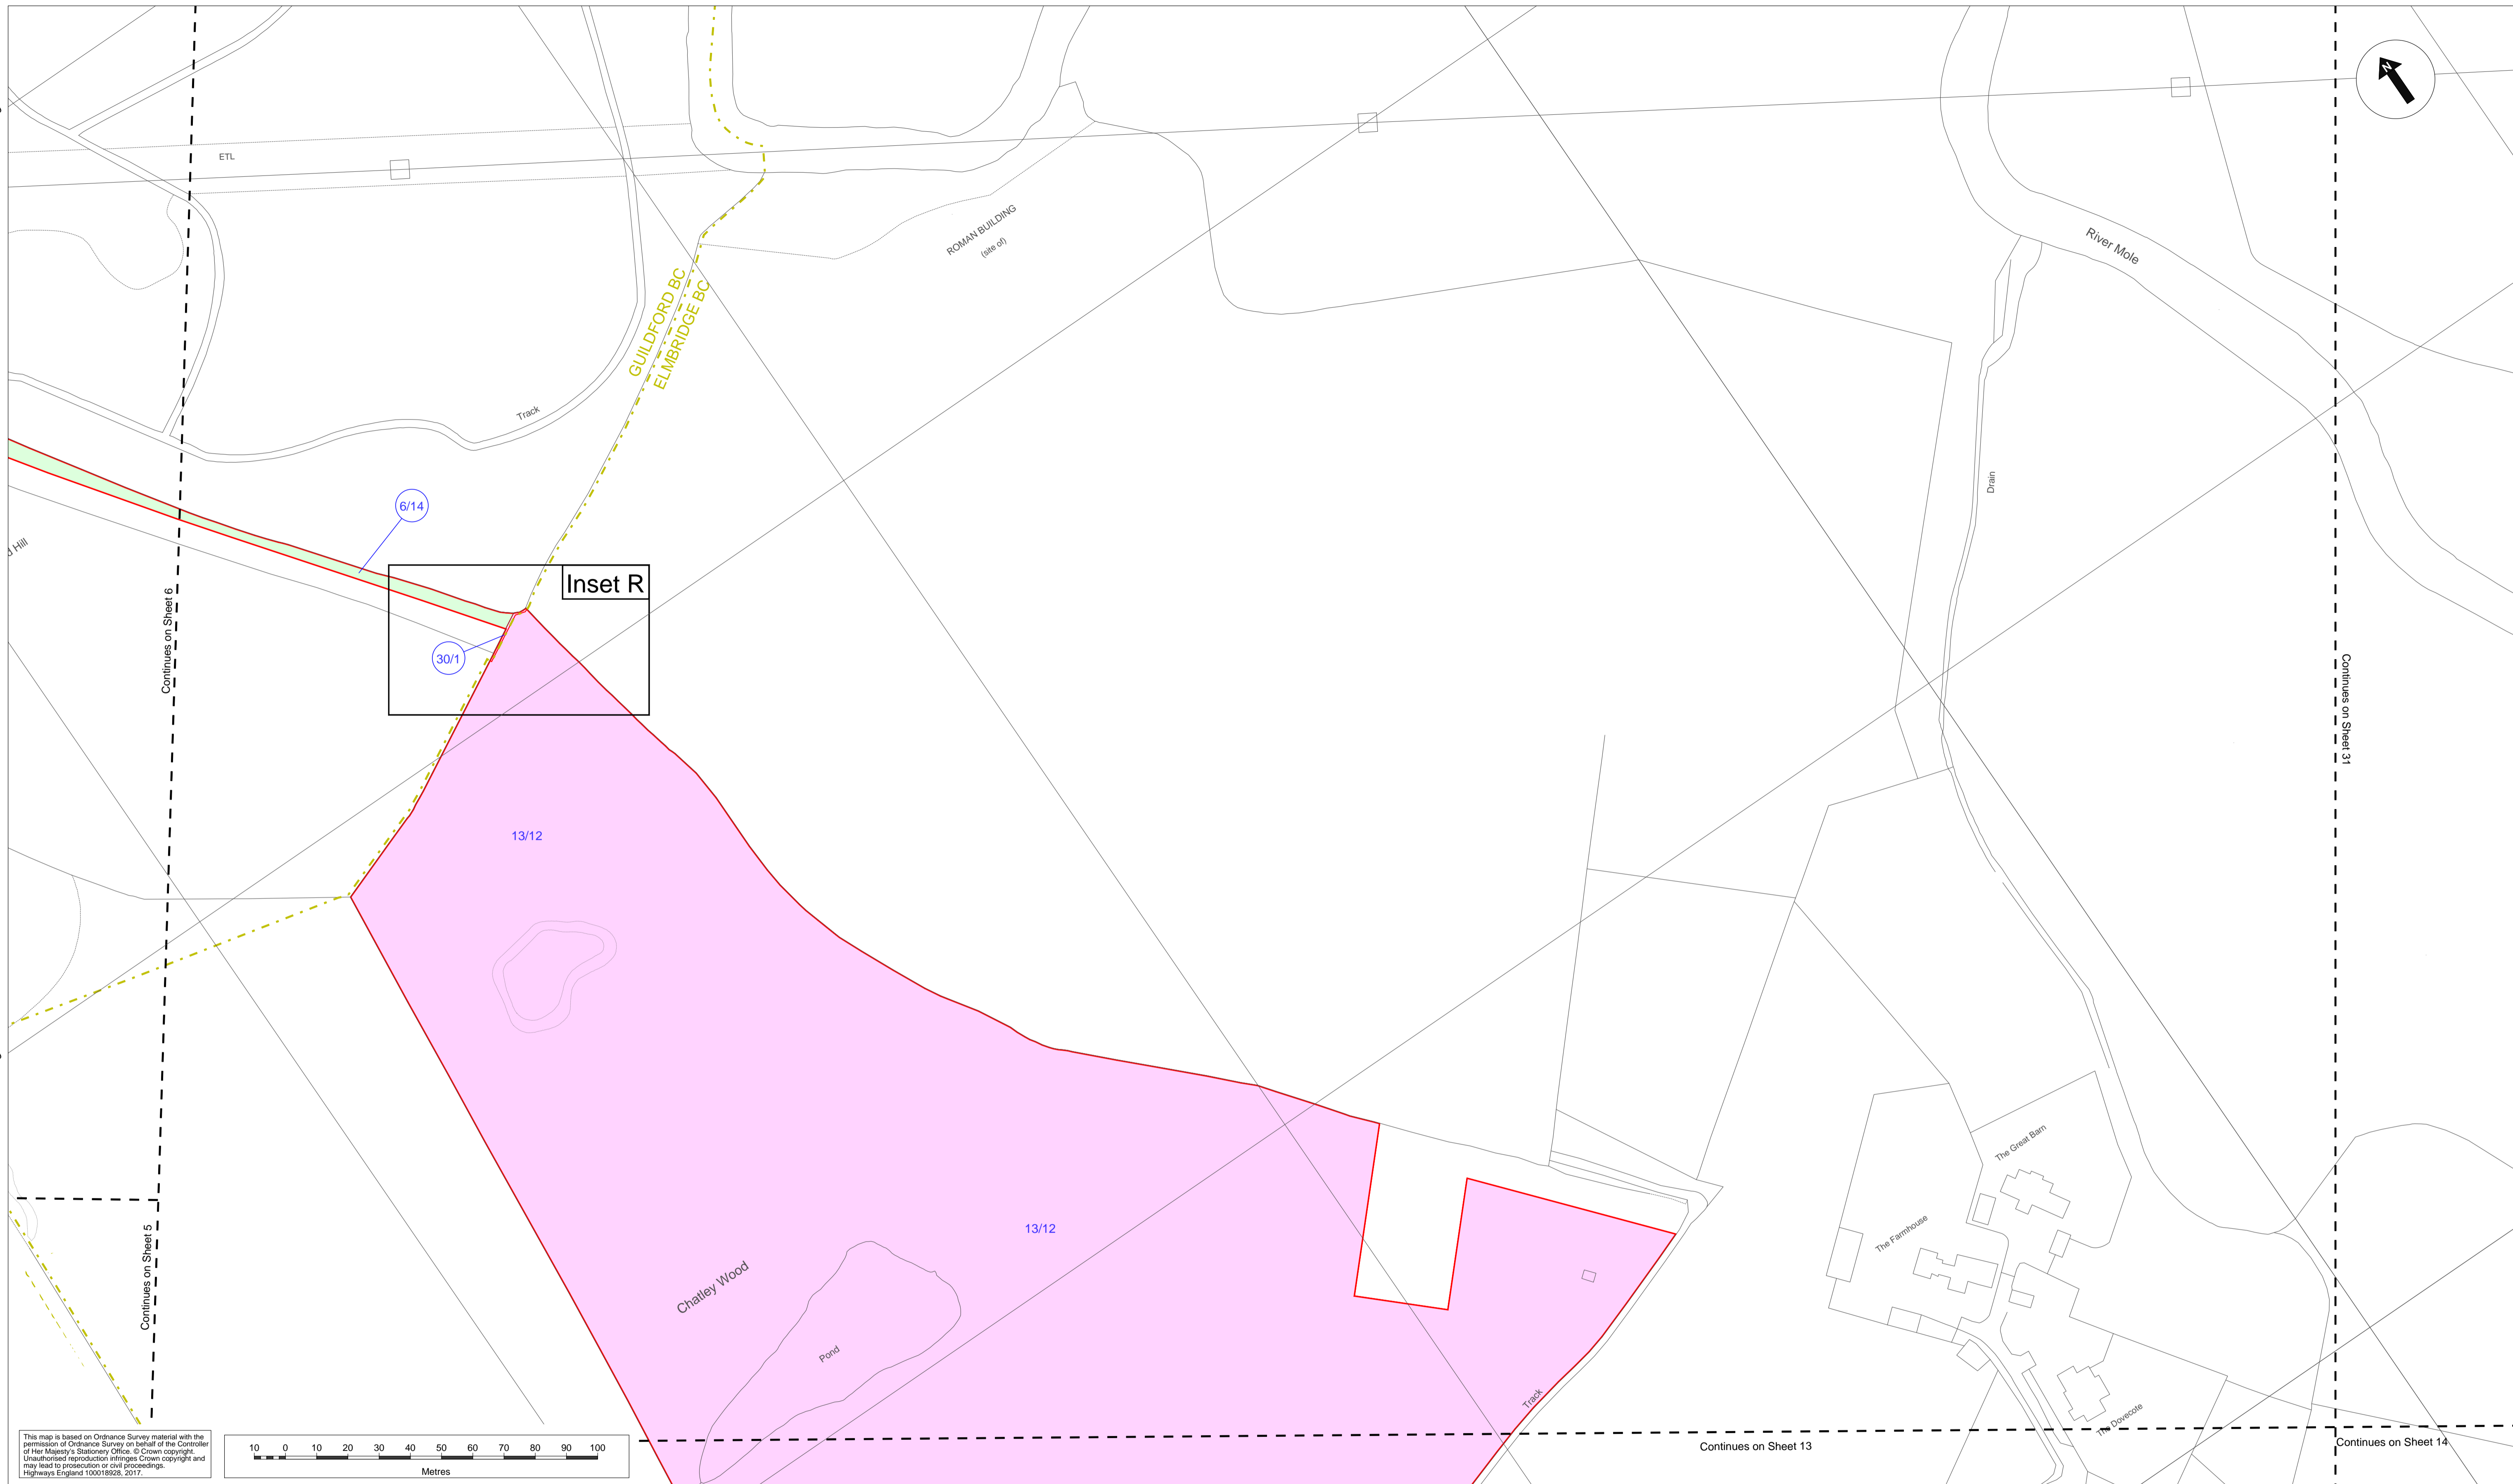 N
ETL
River Mole
ROMAN BUILDING
(site of)
GUILDFORD BC
ELMBRIDGE BC
Track
Drain
6/14
d Hill
Inset R
30/1
Continues on Sheet 6
Continues on Sheet 31
13/12
The Great Barn
The Farmhouse
13/12
Chatley Wood
Continues on Sheet 5
Pond
Track
The Dovecote
Continues on Sheet 13
Continues on Sheet 14
This map is based on Ordnance Survey material with the
permission of Ordnance Survey on behalf of the Controller
of Her Majesty's Stationery Office. © Crown copyright.
Unauthorised reproduction infringes Crown copyright and
may lead to prosecution or civil proceedings.
Highways England 100018928, 2017.
10 0 10 20 30 40 50 60 70 80 90 100
Metres